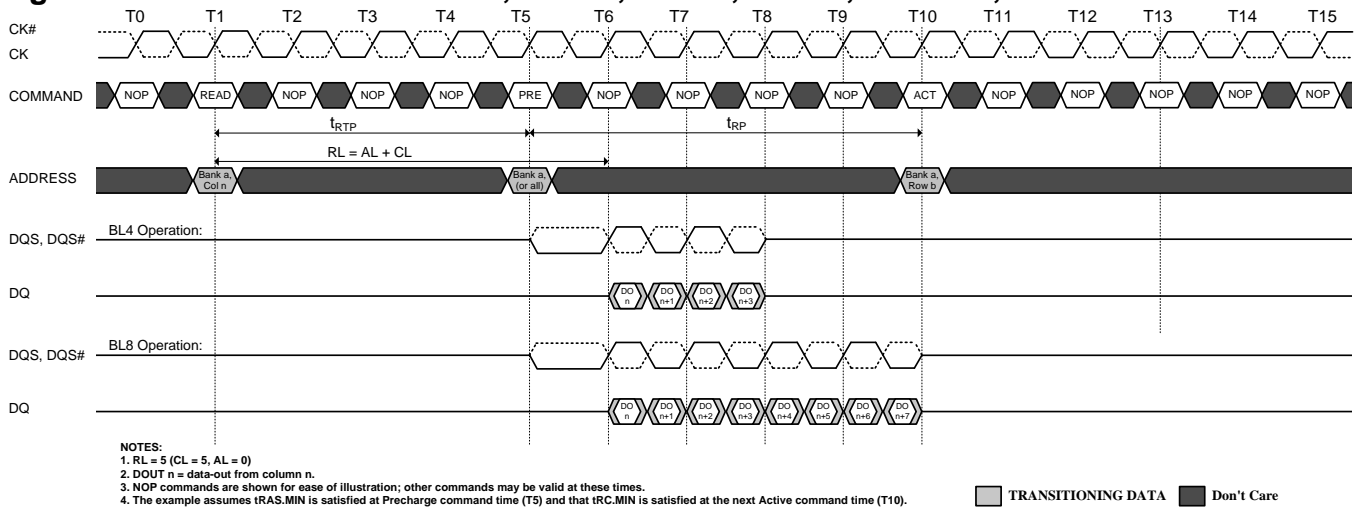 T0 T1 T2 T3 T4 T5 T6 T7 T8 T9 T10 T11 T12 T13 T14 T15
CK#
CK
COMMAND NOP READ NOP NOP NOP PRE NOP NOP NOP NOP ACT NOP NOP NOP NOP NOP
tRTP tRP
RL = AL + CL
ADDRESS
Bank a,
Col n
Bank a,
(or all)
Bank a,
Row b
BL4 Operation:
DQS, DQS#
DQ
DO
n
DO
n+1
DO
n+2
DO
n+3
BL8 Operation:
DQS, DQS#
DQ
DO
n
DO
n+1
DO
n+2
DO
n+3
DO
n+4
DO
n+5
DO
n+6
DO
n+7
NOTES:
1. RL = 5 (CL = 5, AL = 0)
2. DOUT n = data-out from column n.
3. NOP commands are shown for ease of illustration; other commands may be valid at these times.
4. The example assumes tRAS.MIN is satisfied at Precharge command time (T5) and that tRC.MIN is satisfied at the next Active command time (T10).
TRANSITIONING DATA Don't Care